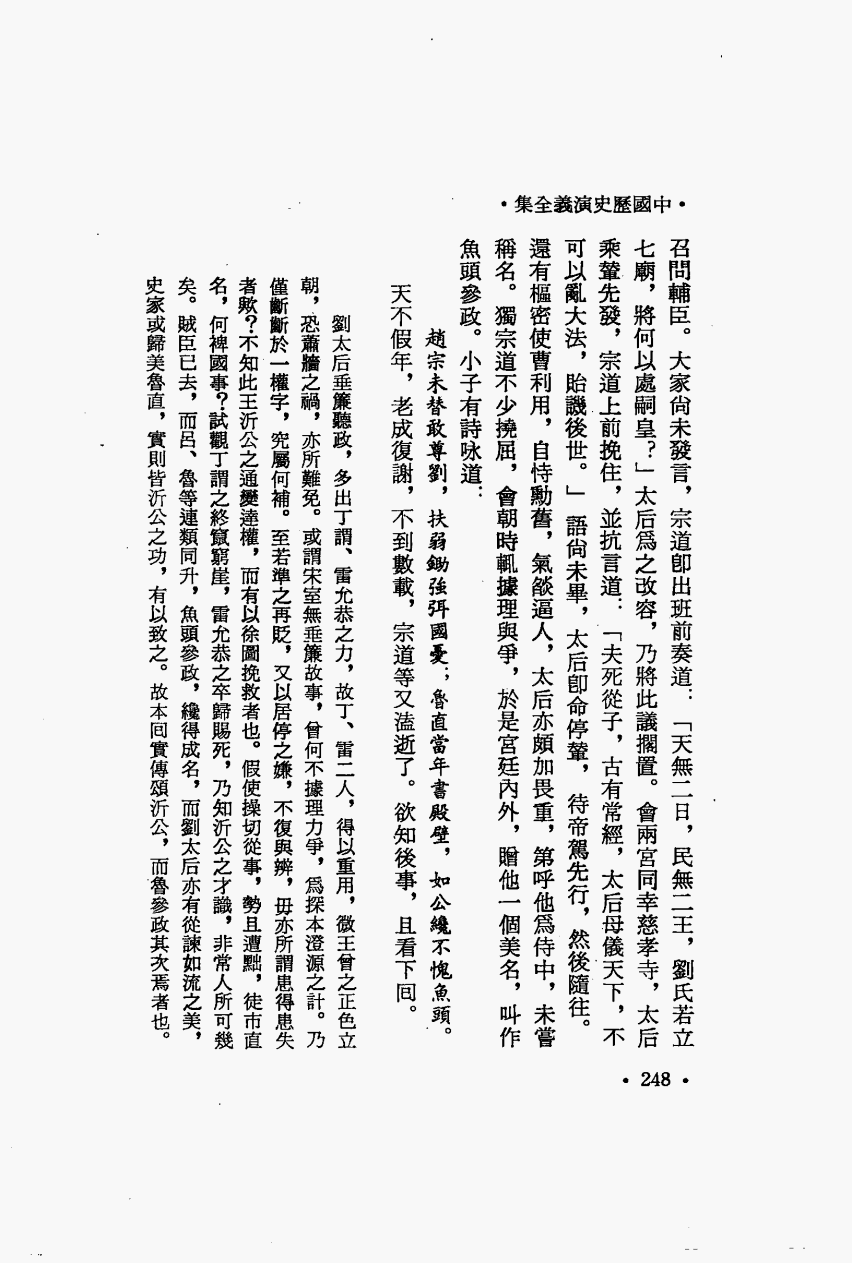 ·中國歷史演義全集·
召問輔臣。大家尙未發言，宗道卽出班前奏道：「天無二日，民無二王，劉氏若立
七廟，將何以處嗣皇？」太后爲之改容，乃將此議擱置。會兩宮同幸慈孝寺，太后
乘輦先發，宗道上前挽住，並抗言道：「夫死從子，古有常經，太后母儀天下，不
可以亂大法，貽譏後世。」語尙未畢，太后卽命停輦，待帝駕先行，然後隨往。
還有樞密使曹利用，自恃勳舊，氣燄逼人，太后亦頗加畏重，第呼他爲侍中，未嘗
稱名。獨宗道不少撓屈，會朝時輒據理與爭，於是宮廷內外，贈他一個美名，叫作
魚頭參政。小子有詩咏道：
趙宗未替敢尊劉，扶弱鋤強弭國憂；魯直當年書殿壁，如公纔不愧魚頭。
天不假年，老成復謝，不到數載，宗道等又溘逝了。欲知後事，且看下囘。
劉太后垂簾聽政，多出丁謂、雷允恭之力，故丁、雷二人，得以重用，微王曾之正色立
朝，恐蕭牆之禍，亦所難免。或謂宋室無垂簾故事，曾何不據理力爭，爲探本澄源之計。乃
僅斷斷於一權字，究屬何補。至若準之再貶，又以居停之嫌，不復與辨，毋亦所謂患得患失
者歟？不知此王沂公之通變達權，而有以徐圖挽救者也。假使操切從事，勢且遭黜，徒市直
名，何裨國事？試觀丁謂之終竄窮崖，雷允恭之卒歸賜死，乃知沂公之才識，非常人所可幾
矣。賊臣已去，而呂、魯等連類同升，魚頭參政，纔得成名，而劉太后亦有從諫如流之美，
史家或歸美魯直，實則皆沂公之功，有以致之。故本囘實傳頌沂公，而魯參政其次焉者也。
·248·